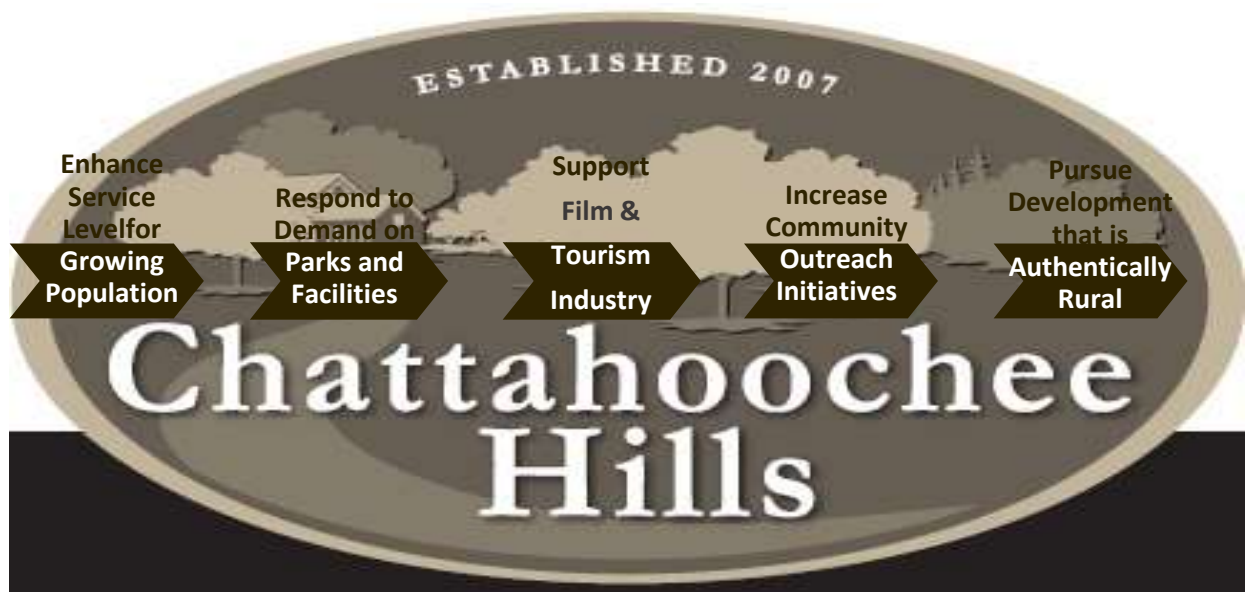 ESTABLISHED 2007
Enhance
Service
Levelfor
Growing
Population
Respond to
Demand on
Parks and
Facilities
Support
Film &
Tourism
Industry
Increase
Community
Outreach
Initiatives
Pursue
Development
that is
Authentically
Rural
Chattahoochee
Hills